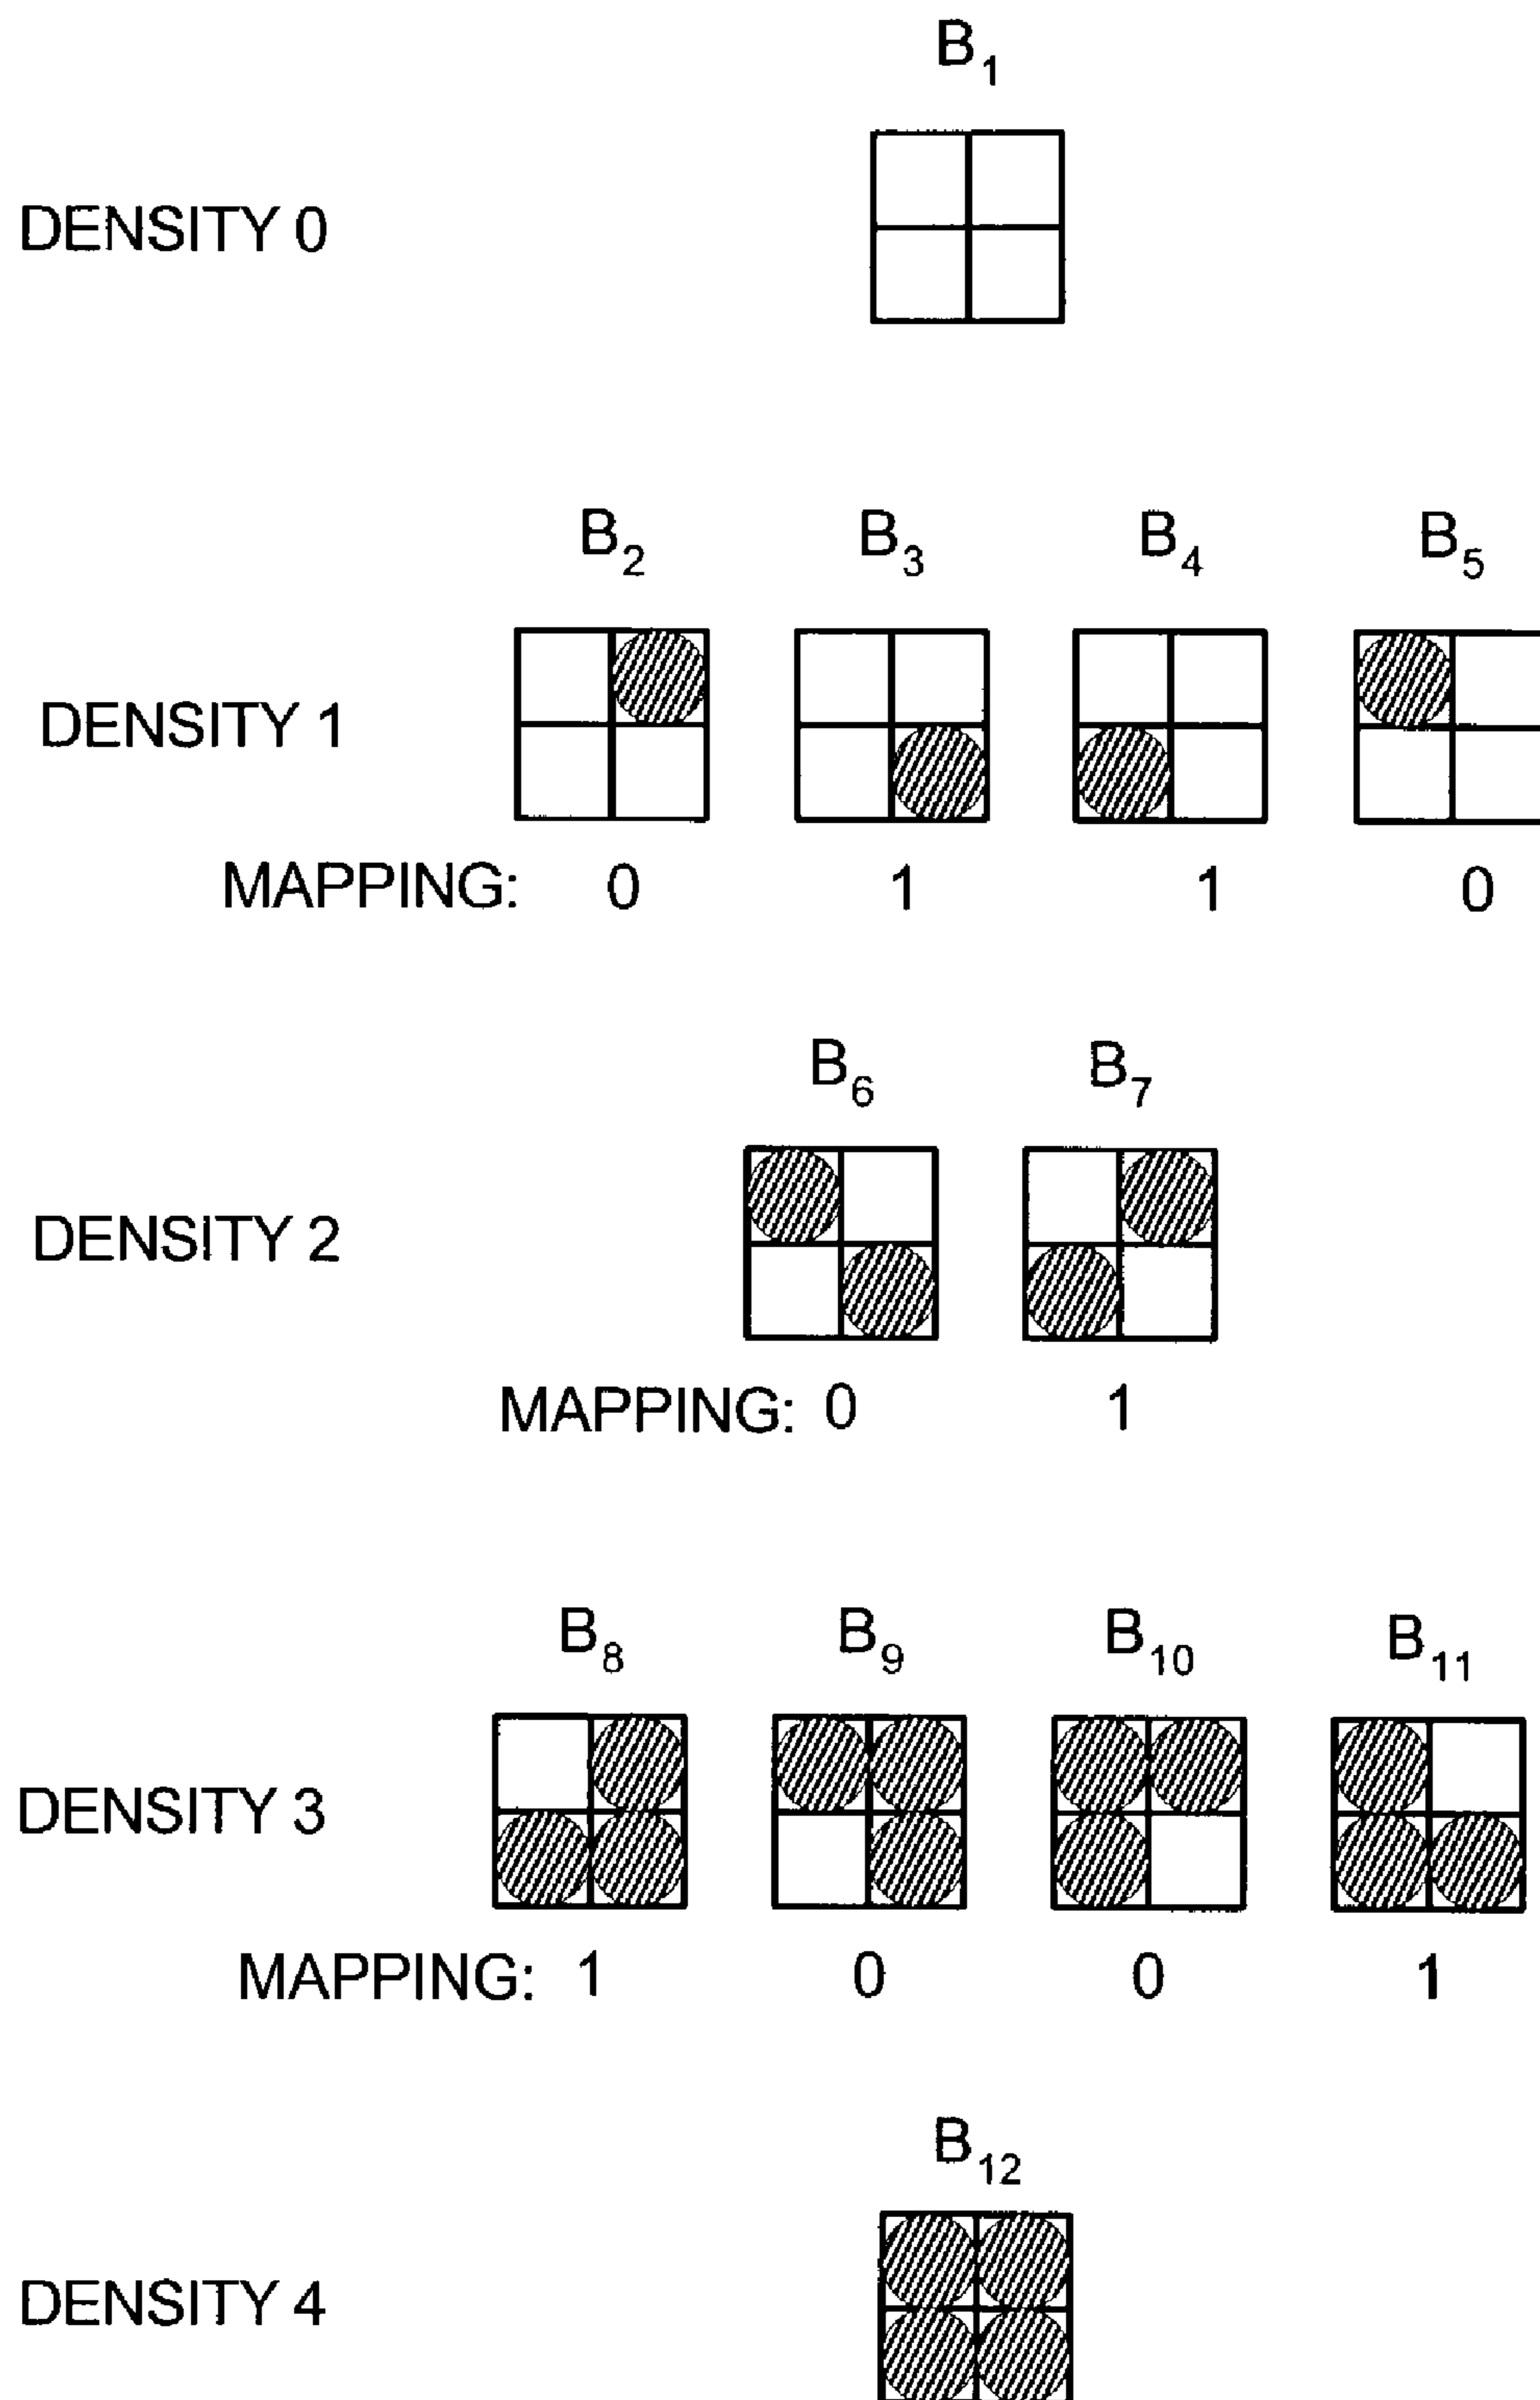 B1
DENSITY 0
B2 B3 B4 B5
DENSITY 1
MAPPING: 0 1 1 0
B6 B7
DENSITY 2
MAPPING: 0 1
B8 B9 B10 B11
DENSITY 3
MAPPING: 1 0 0 1
B12
DENSITY 4